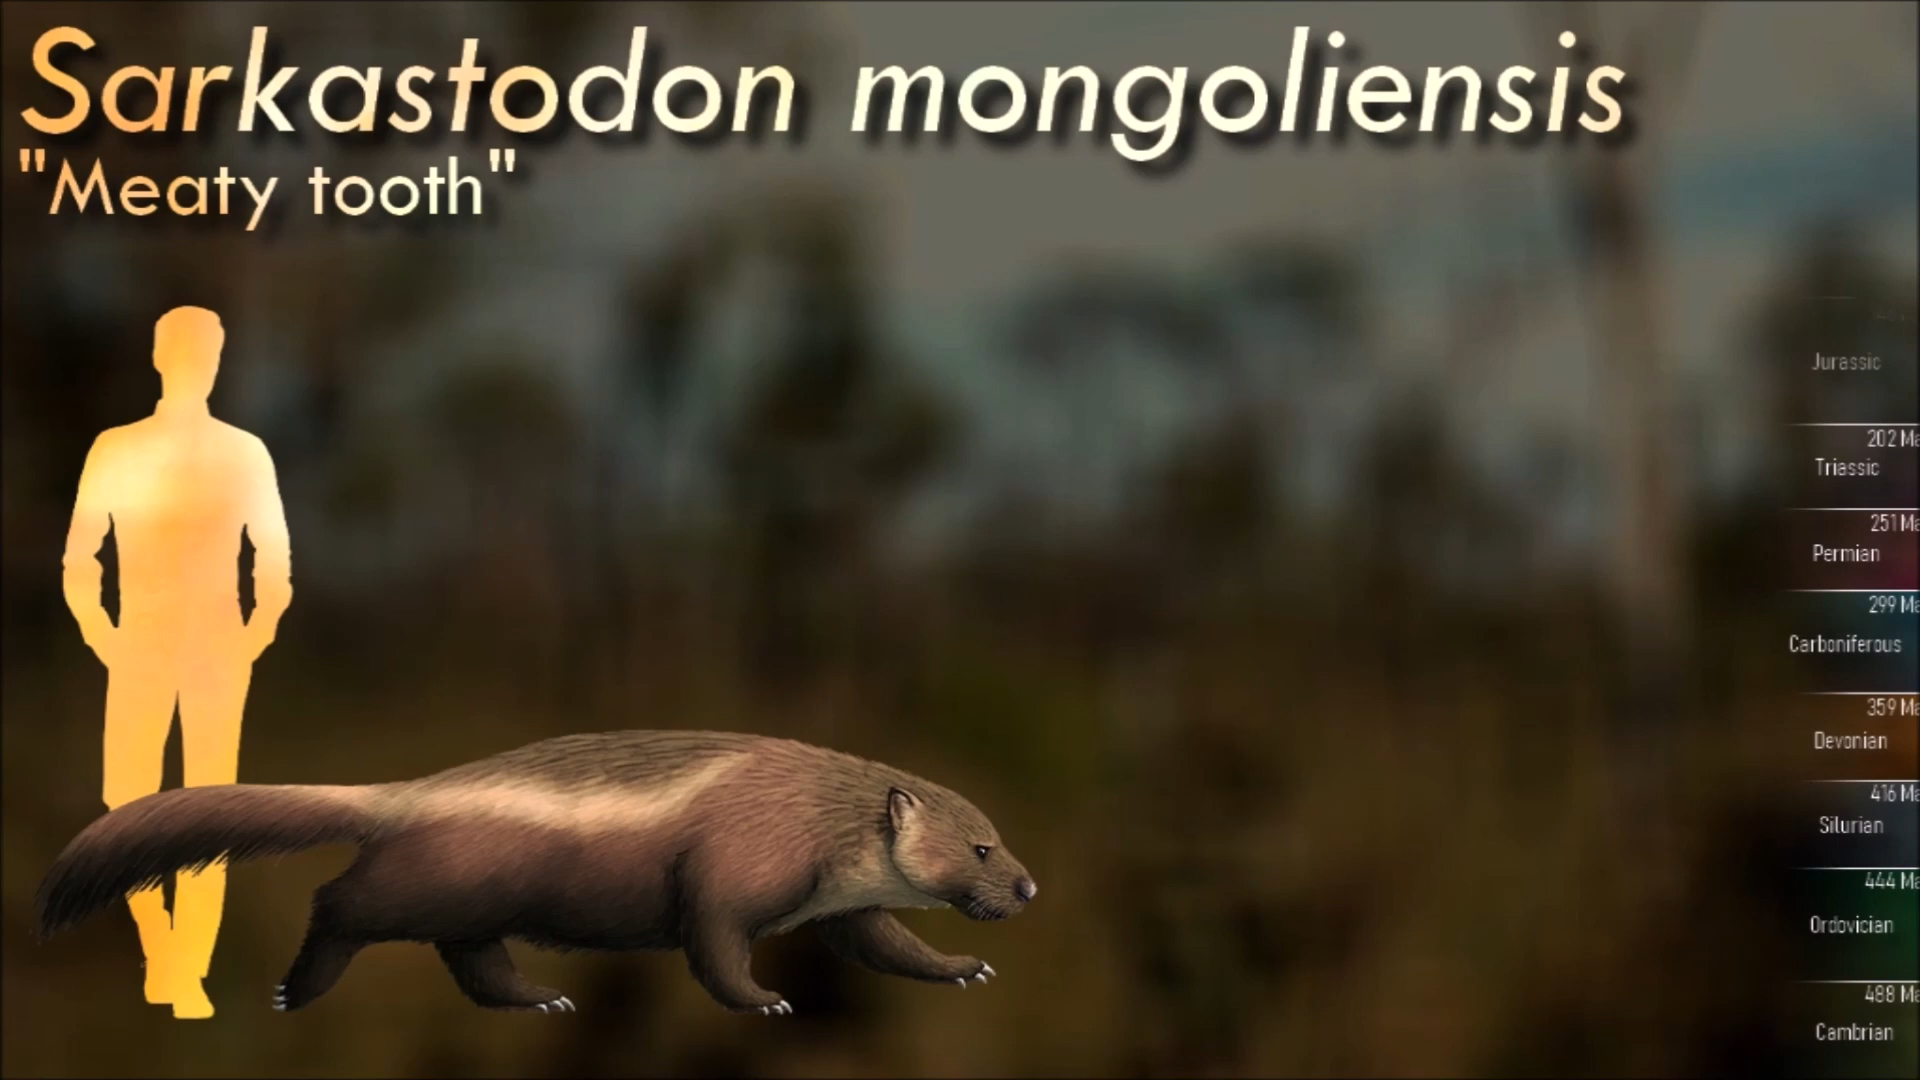 Sarkastodon mongoliensis
"Meaty tooth"
Jurassic
202 Ma
Triassic
251 Ma
Permian
299 Ma
Carboniferous
359 Ma
Devonian
416 Ma
Silurian
444 Ma
Ordovician
488 Ma
Cambrian